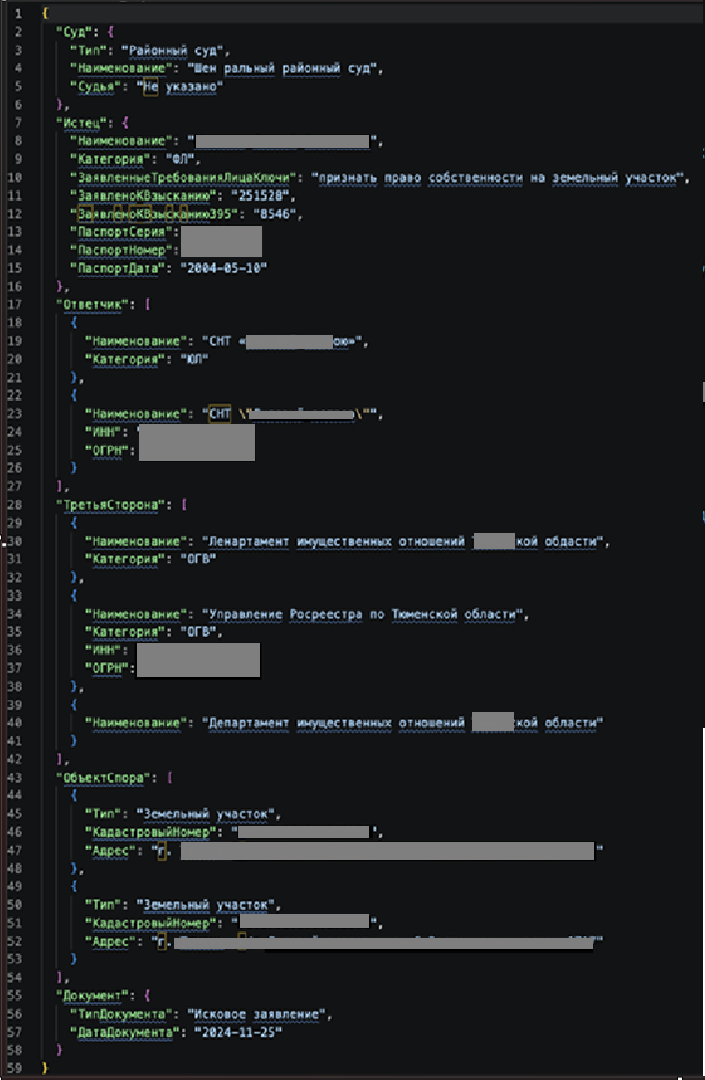 1 {
2 "Суд": {
3 "Тип": "Районный суд",
4 "Наименование": "Шен ральный районный суд",
5 "Судья": "Не указано"
6 },
7 "Истец": {
8 "Наименование": " ",
9 "Категория": "ФЛ",
10 "ЗаявленныеТребованияЛицаКлючи": "признать право собственности на земельный участок",
11 "ЗаявленоКВзысканию": "251528",
12 "ЗаявленоКВзысканию395": "8546",
13 "ПаспортСерия":
14 "ПаспортНомер":
15 "ПаспортДата": "2004-05-10"
16 },
17 "Ответчик": [
18 {
19 "Наименование": "СНТ « ою»",
20 "Категория": "ЮЛ"
21 },
22 {
23 "Наименование": "СНТ \" \"",
24 "ИНН": "
25 "ОГРН":
26 }
27 ],
28 "ТретьяСторона": [
29 {
30 "Наименование": "Ленартамент имущественных отношений кой обдасти",
31 "Категория": "ОГВ"
32 },
33 {
34 "Наименование": "Управление Росреестра по Тюменской области",
35 "Категория": "ОГВ",
36 "ИНН":
37 "ОГРН":
38 },
39 {
40 "Наименование": "Департамент имущественных отношений кой области"
41 }
42 ],
43 "ОбъектСпора": [
44 {
45 "Тип": "Земельный участок",
46 "КадастровыйНомер": " ",
47 "Адрес": "г. "
48 },
49 {
50 "Тип": "Земельный участок",
51 "КадастровыйНомер": " ",
52 "Адрес": "г. "
53 }
54 ],
55 "Документ": {
56 "ТипДокумента": "Исковое заявление",
57 "ДатаДокумента": "2024-11-25"
58 }
59 }